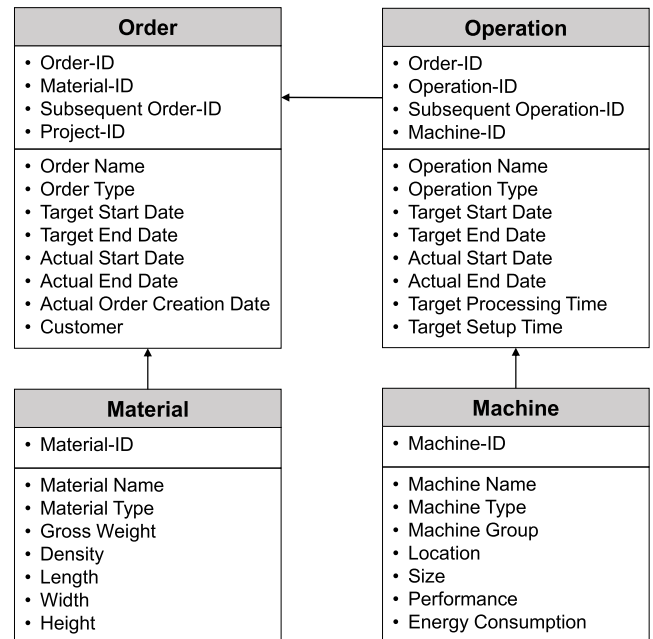 Order
• Order-ID
• Material-ID
• Subsequent Order-ID
• Project-ID
• Order Name
• Order Type
• Target Start Date
• Target End Date
• Actual Start Date
• Actual End Date
• Actual Order Creation Date
• Customer
Operation
• Order-ID
• Operation-ID
• Subsequent Operation-ID
• Machine-ID
• Operation Name
• Operation Type
• Target Start Date
• Target End Date
• Actual Start Date
• Actual End Date
• Target Processing Time
• Target Setup Time
Material
• Material-ID
• Material Name
• Material Type
• Gross Weight
• Density
• Length
• Width
• Height
Machine
• Machine-ID
• Machine Name
• Machine Type
• Machine Group
• Location
• Size
• Performance
• Energy Consumption